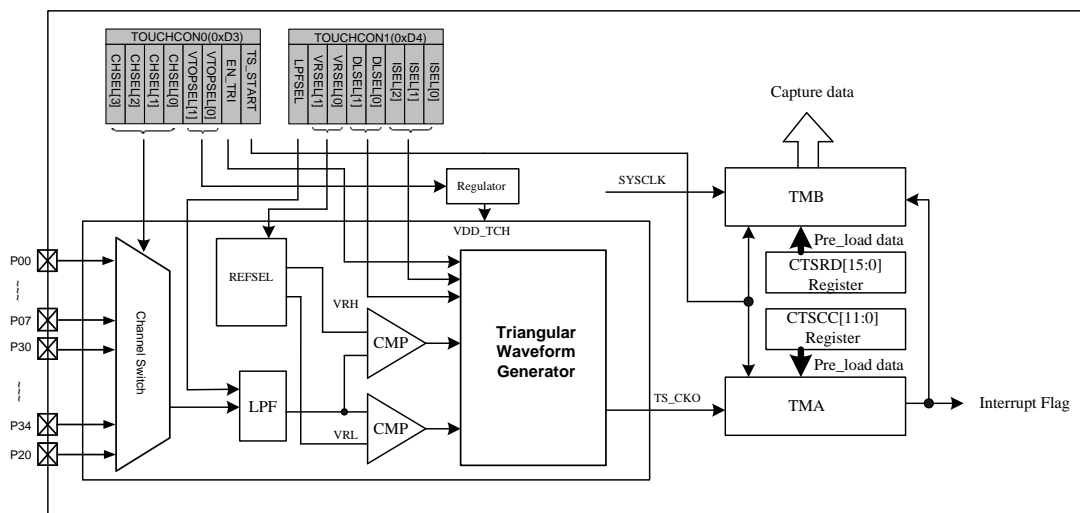 TOUCHCON0(0xD3)
CHSEL[3]
CHSEL[2]
CHSEL[1]
CHSEL[0]
VTOPSEL[1]
VTOPSEL[0]
EN_TRI
TS_START
TOUCHCON1(0xD4)
LPFSEL
VRSEL[1]
VRSEL[0]
DLSEL[1]
DLSEL[0]
ISEL[2]
ISEL[1]
ISEL[0]
Capture data
Regulator
SYSCLK
TMB
VDD_TCH
Pre_load data
P00
~~~
P07
P30
~~~
P34
P20
Channel Switch
REFSEL
VRH
CMP
LPF
VRL
CMP
Triangular
Waveform
Generator
CTSRD[15:0]
Register
CTSCC[11:0]
Register
Pre_load data
TS_CKO
TMA
Interrupt Flag